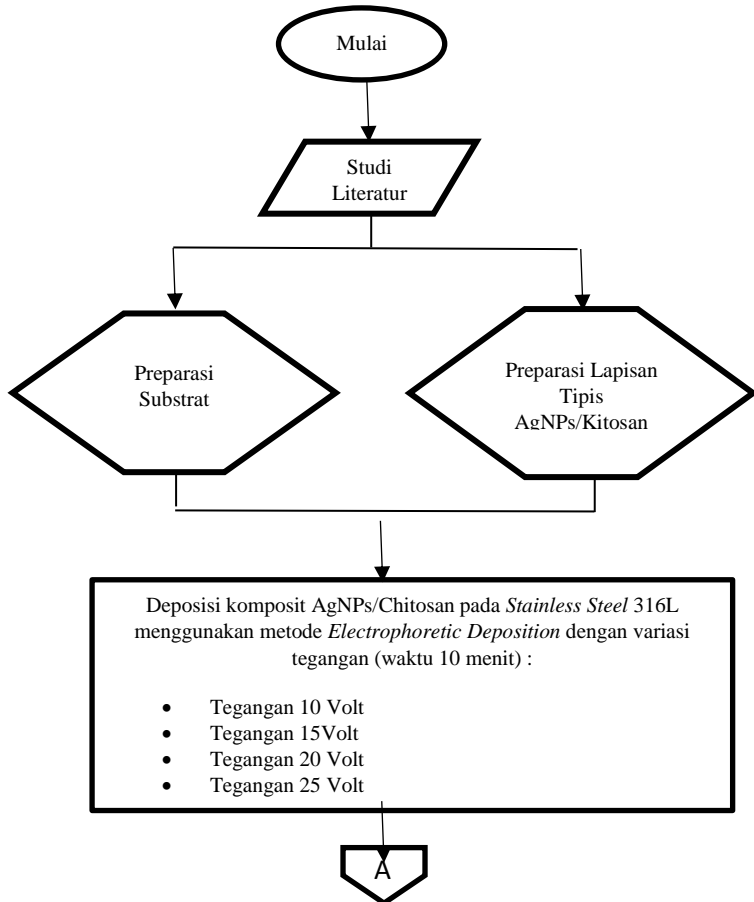 Mulai
Studi
Literatur
Preparasi
Substrat
Preparasi Lapisan
Tipis
AgNPs/Kitosan
Deposisi komposit AgNPs/Chitosan pada Stainless Steel 316L
menggunakan metode Electrophoretic Deposition dengan variasi
tegangan (waktu 10 menit) :
• Tegangan 10 Volt
• Tegangan 15Volt
• Tegangan 20 Volt
• Tegangan 25 Volt
A